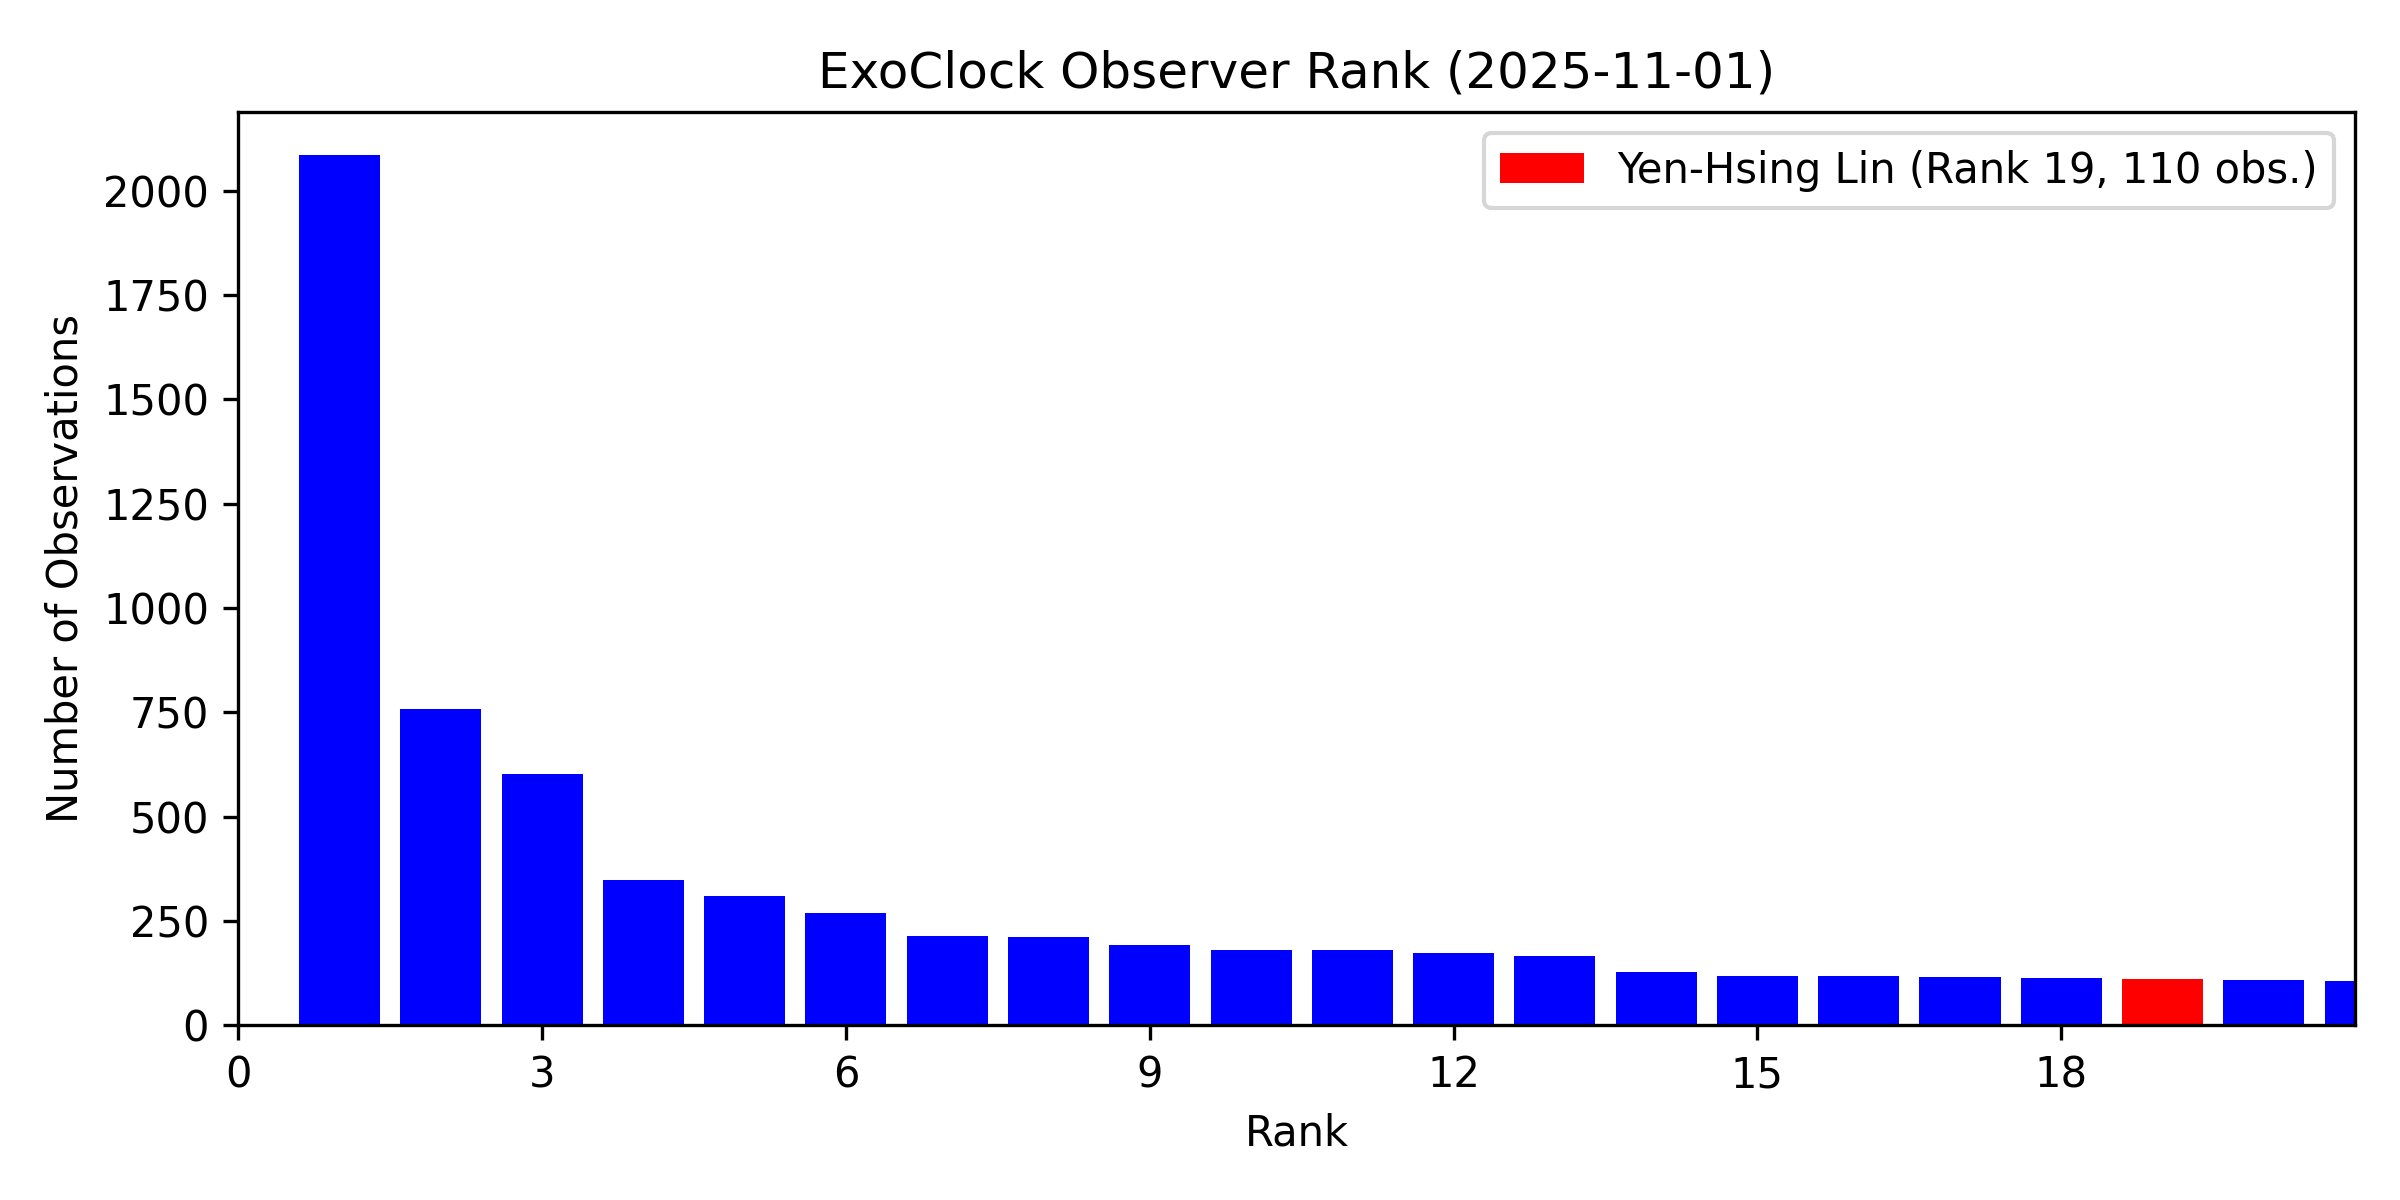 ExoClock Observer Rank (2025-11-01)
Yen-Hsing Lin (Rank 19, 110 obs.)
Number of Observations
2000
1750
1500
1250
1000
750
500
250
0
0 3 6 9 12 15 18
Rank